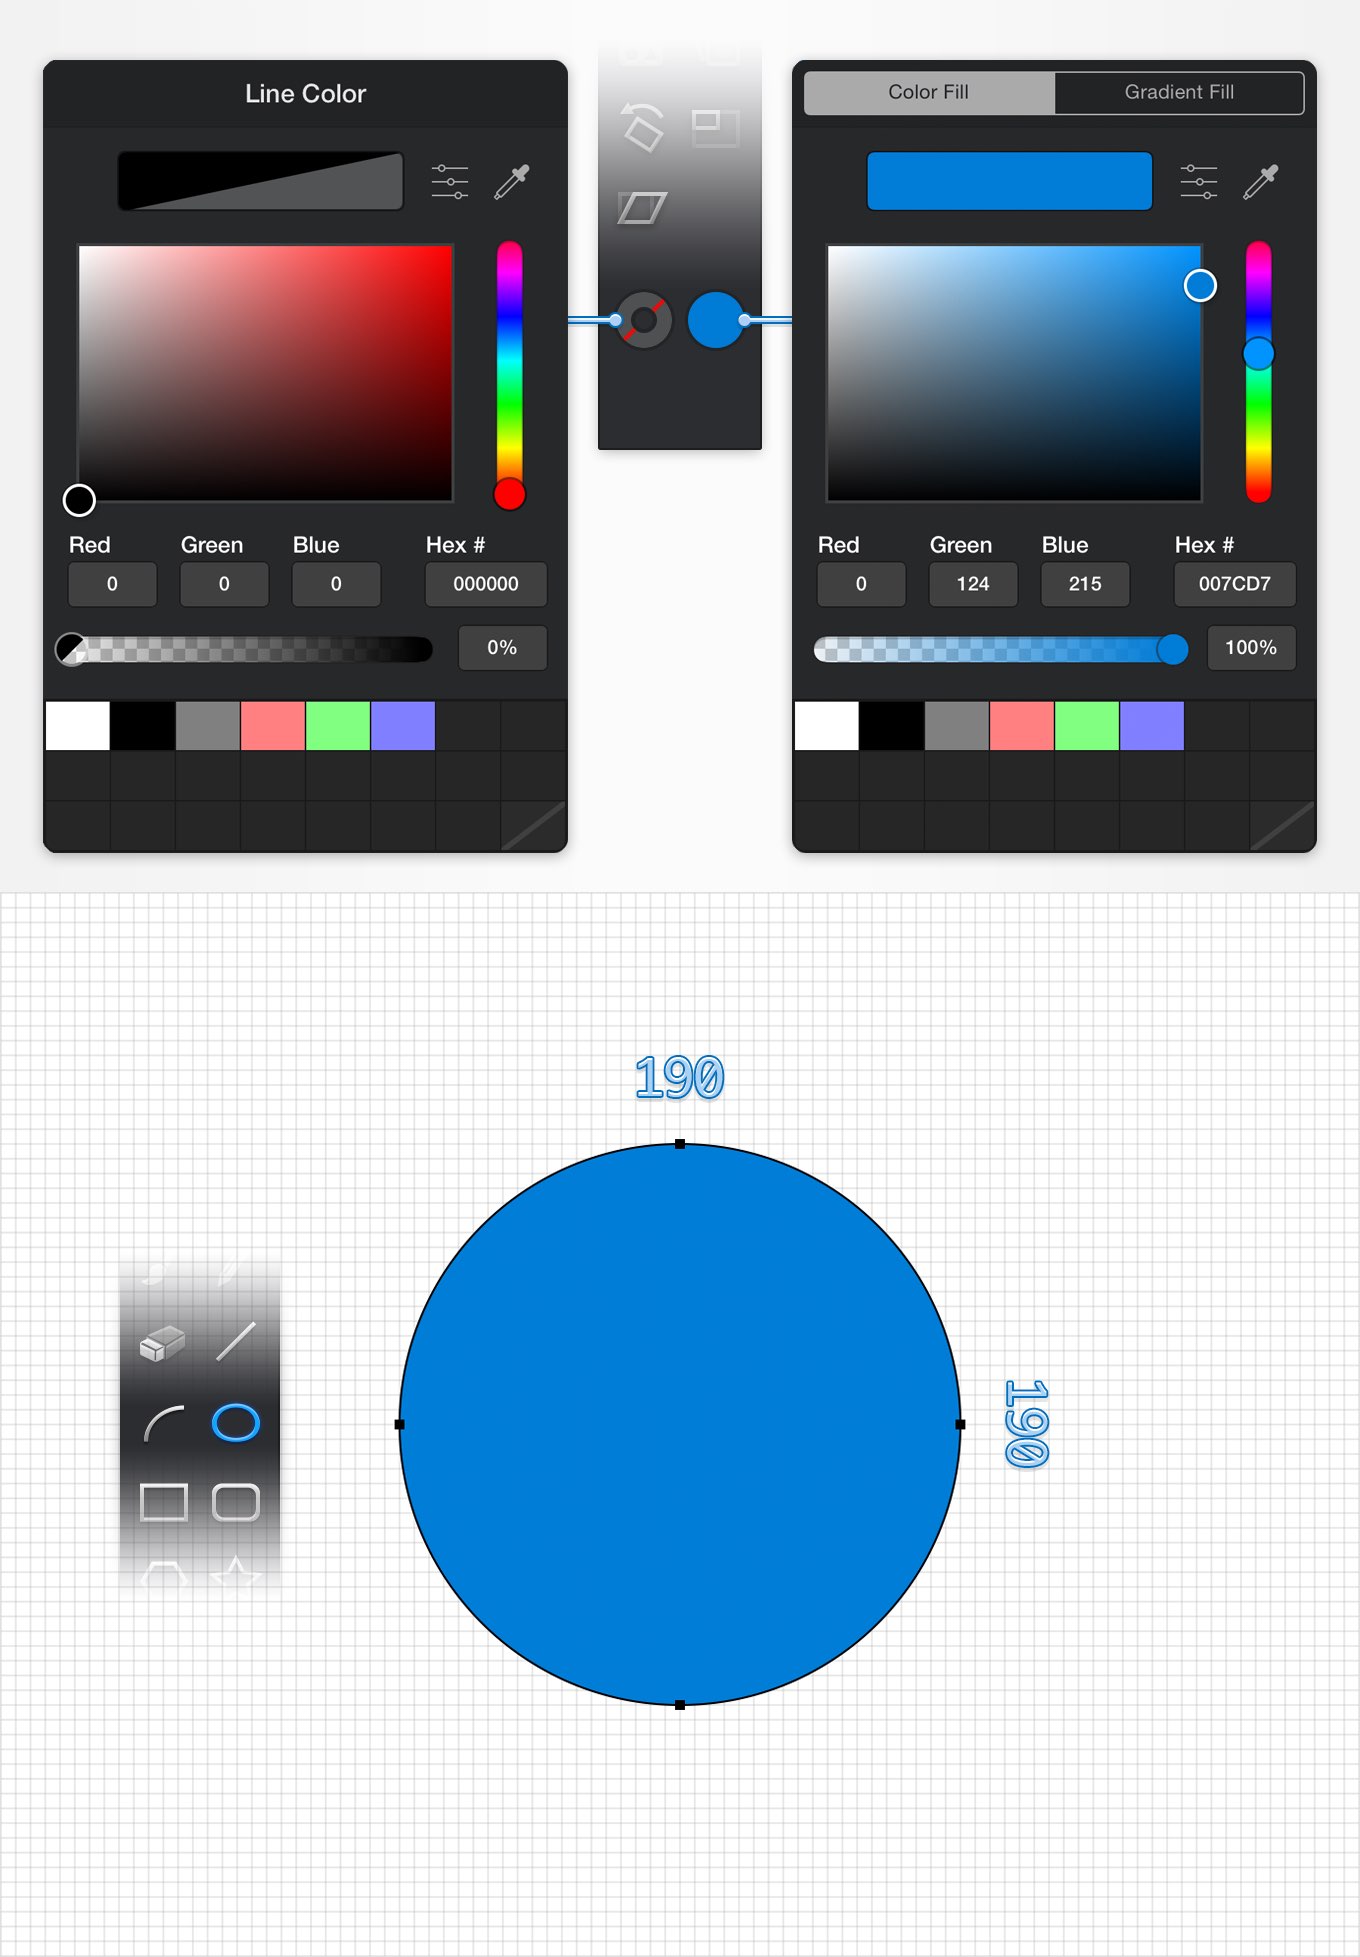 Line Color
Color Fill
Gradient Fill
Red
Green
Blue
Hex #
0
0
0
000000
0%
Red
Green
Blue
Hex #
0
124
215
007CD7
100%
190
190